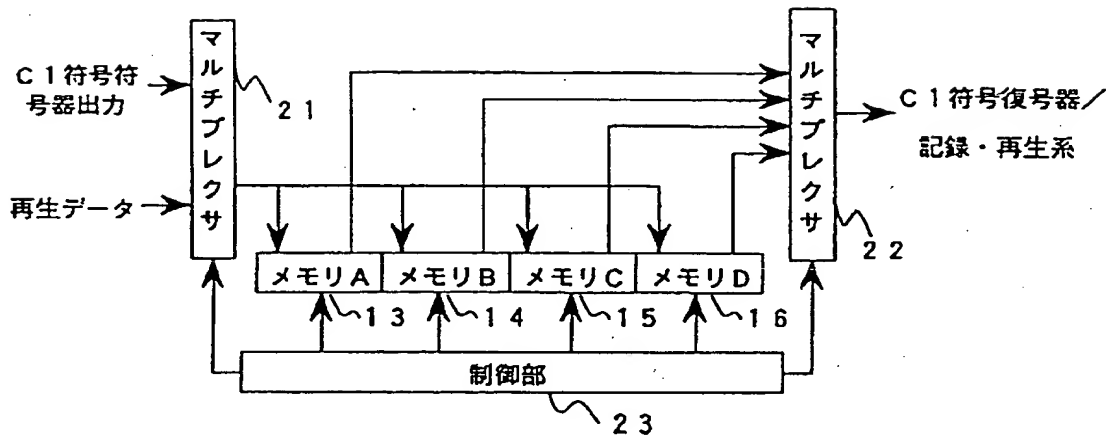 C1符号符
号器出力
再生データ
マルチプレクサ
21
メモリA
メモリB
メモリC
メモリD
13
14
15
16
マルチプレクサ
22
C1符号復号器/
記録・再生系
制御部
23